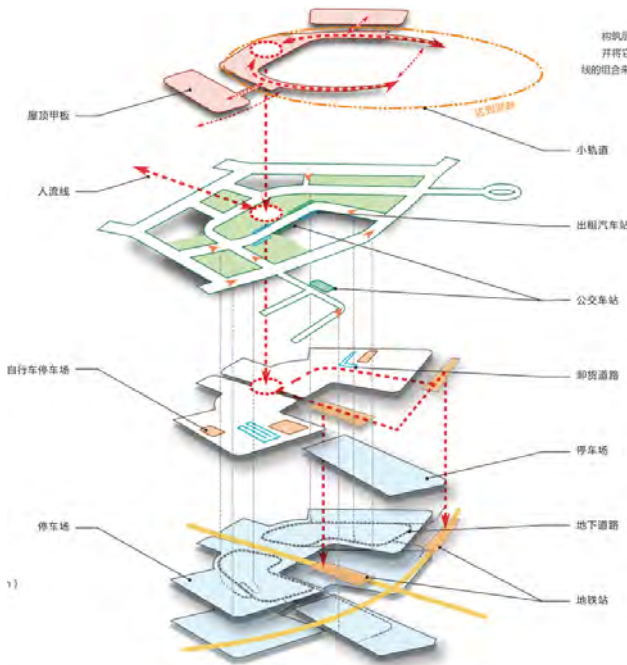 构筑
并将
线的组合
屋顶甲板
小轨道
人流线
出租汽车站
公交车站
自行车停车场
卸货道路
停车场
停车场
地下道路
地铁站